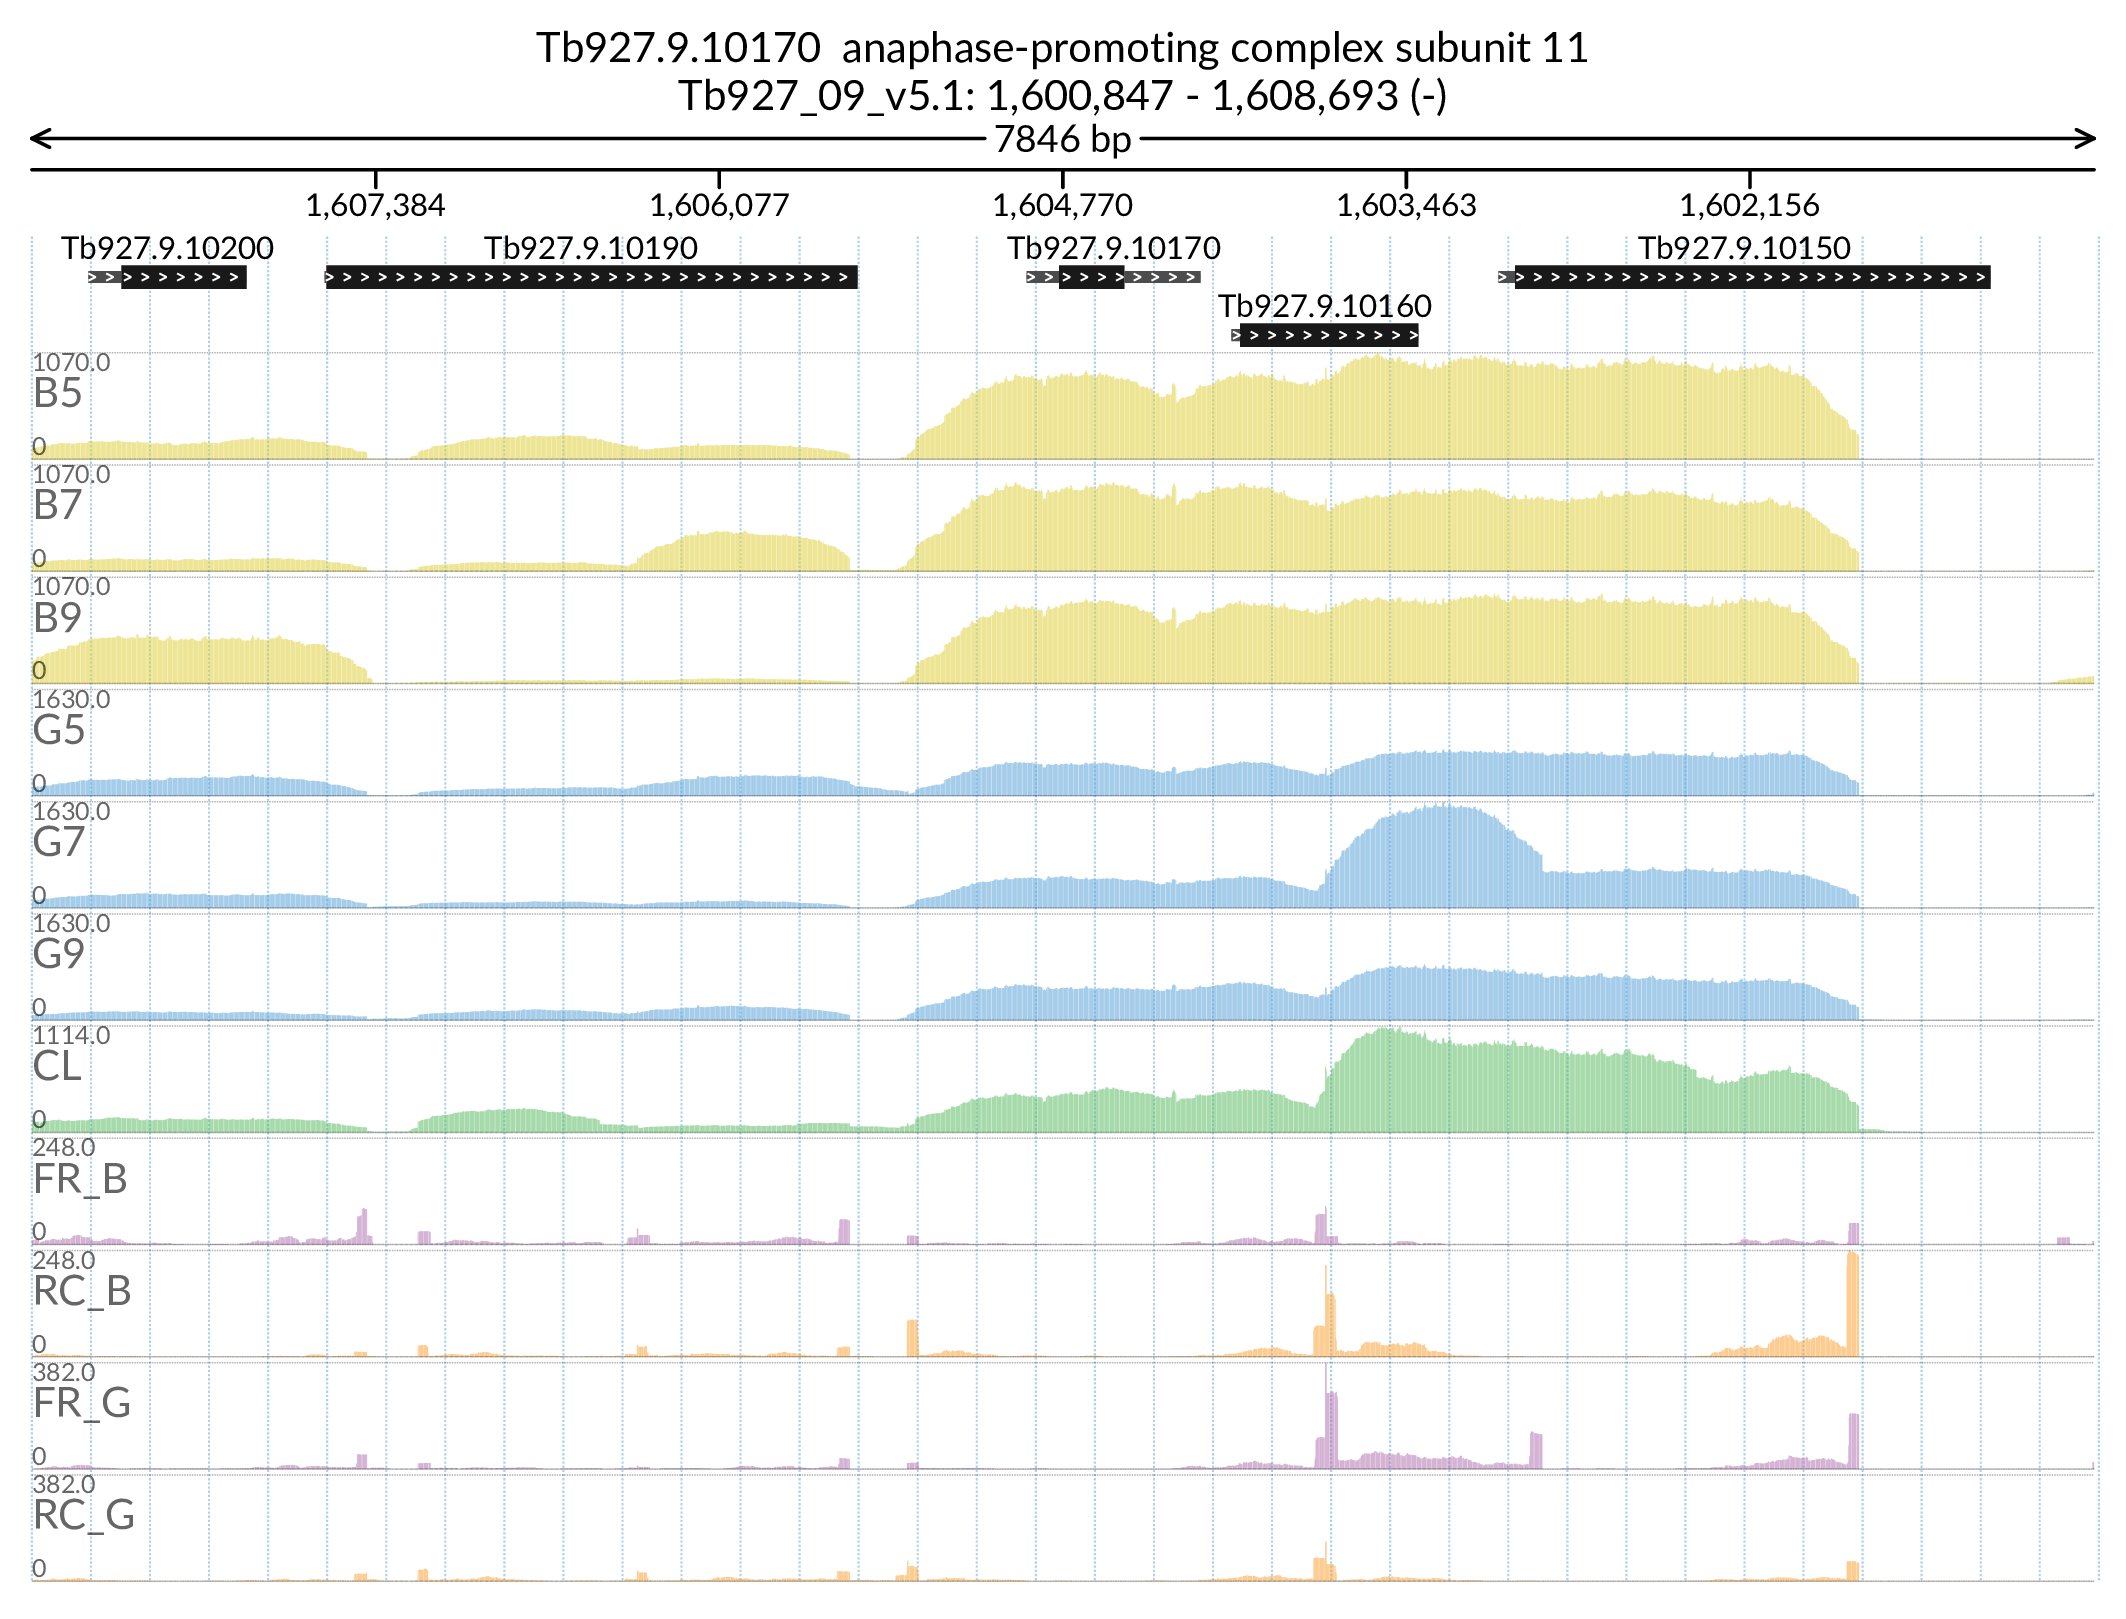 Tb927.9.10170  anaphase-promoting complex subunit 11
Tb927_09_v5.1: 1,600,847 - 1,608,693 (-)
7846 bp
1,607,384 1,606,077 1,604,770 1,603,463 1,602,156
Tb927.9.10200 Tb927.9.10190 Tb927.9.10170 Tb927.9.10150
Tb927.9.10160
1070.0
B5
0
1070.0
B7
0
1070.0
B9
0
1630.0
G5
0
1630.0
G7
0
1630.0
G9
0
1114.0
CL
0
248.0
FR_B
0
248.0
RC_B
0
382.0
FR_G
0
382.0
RC_G
0